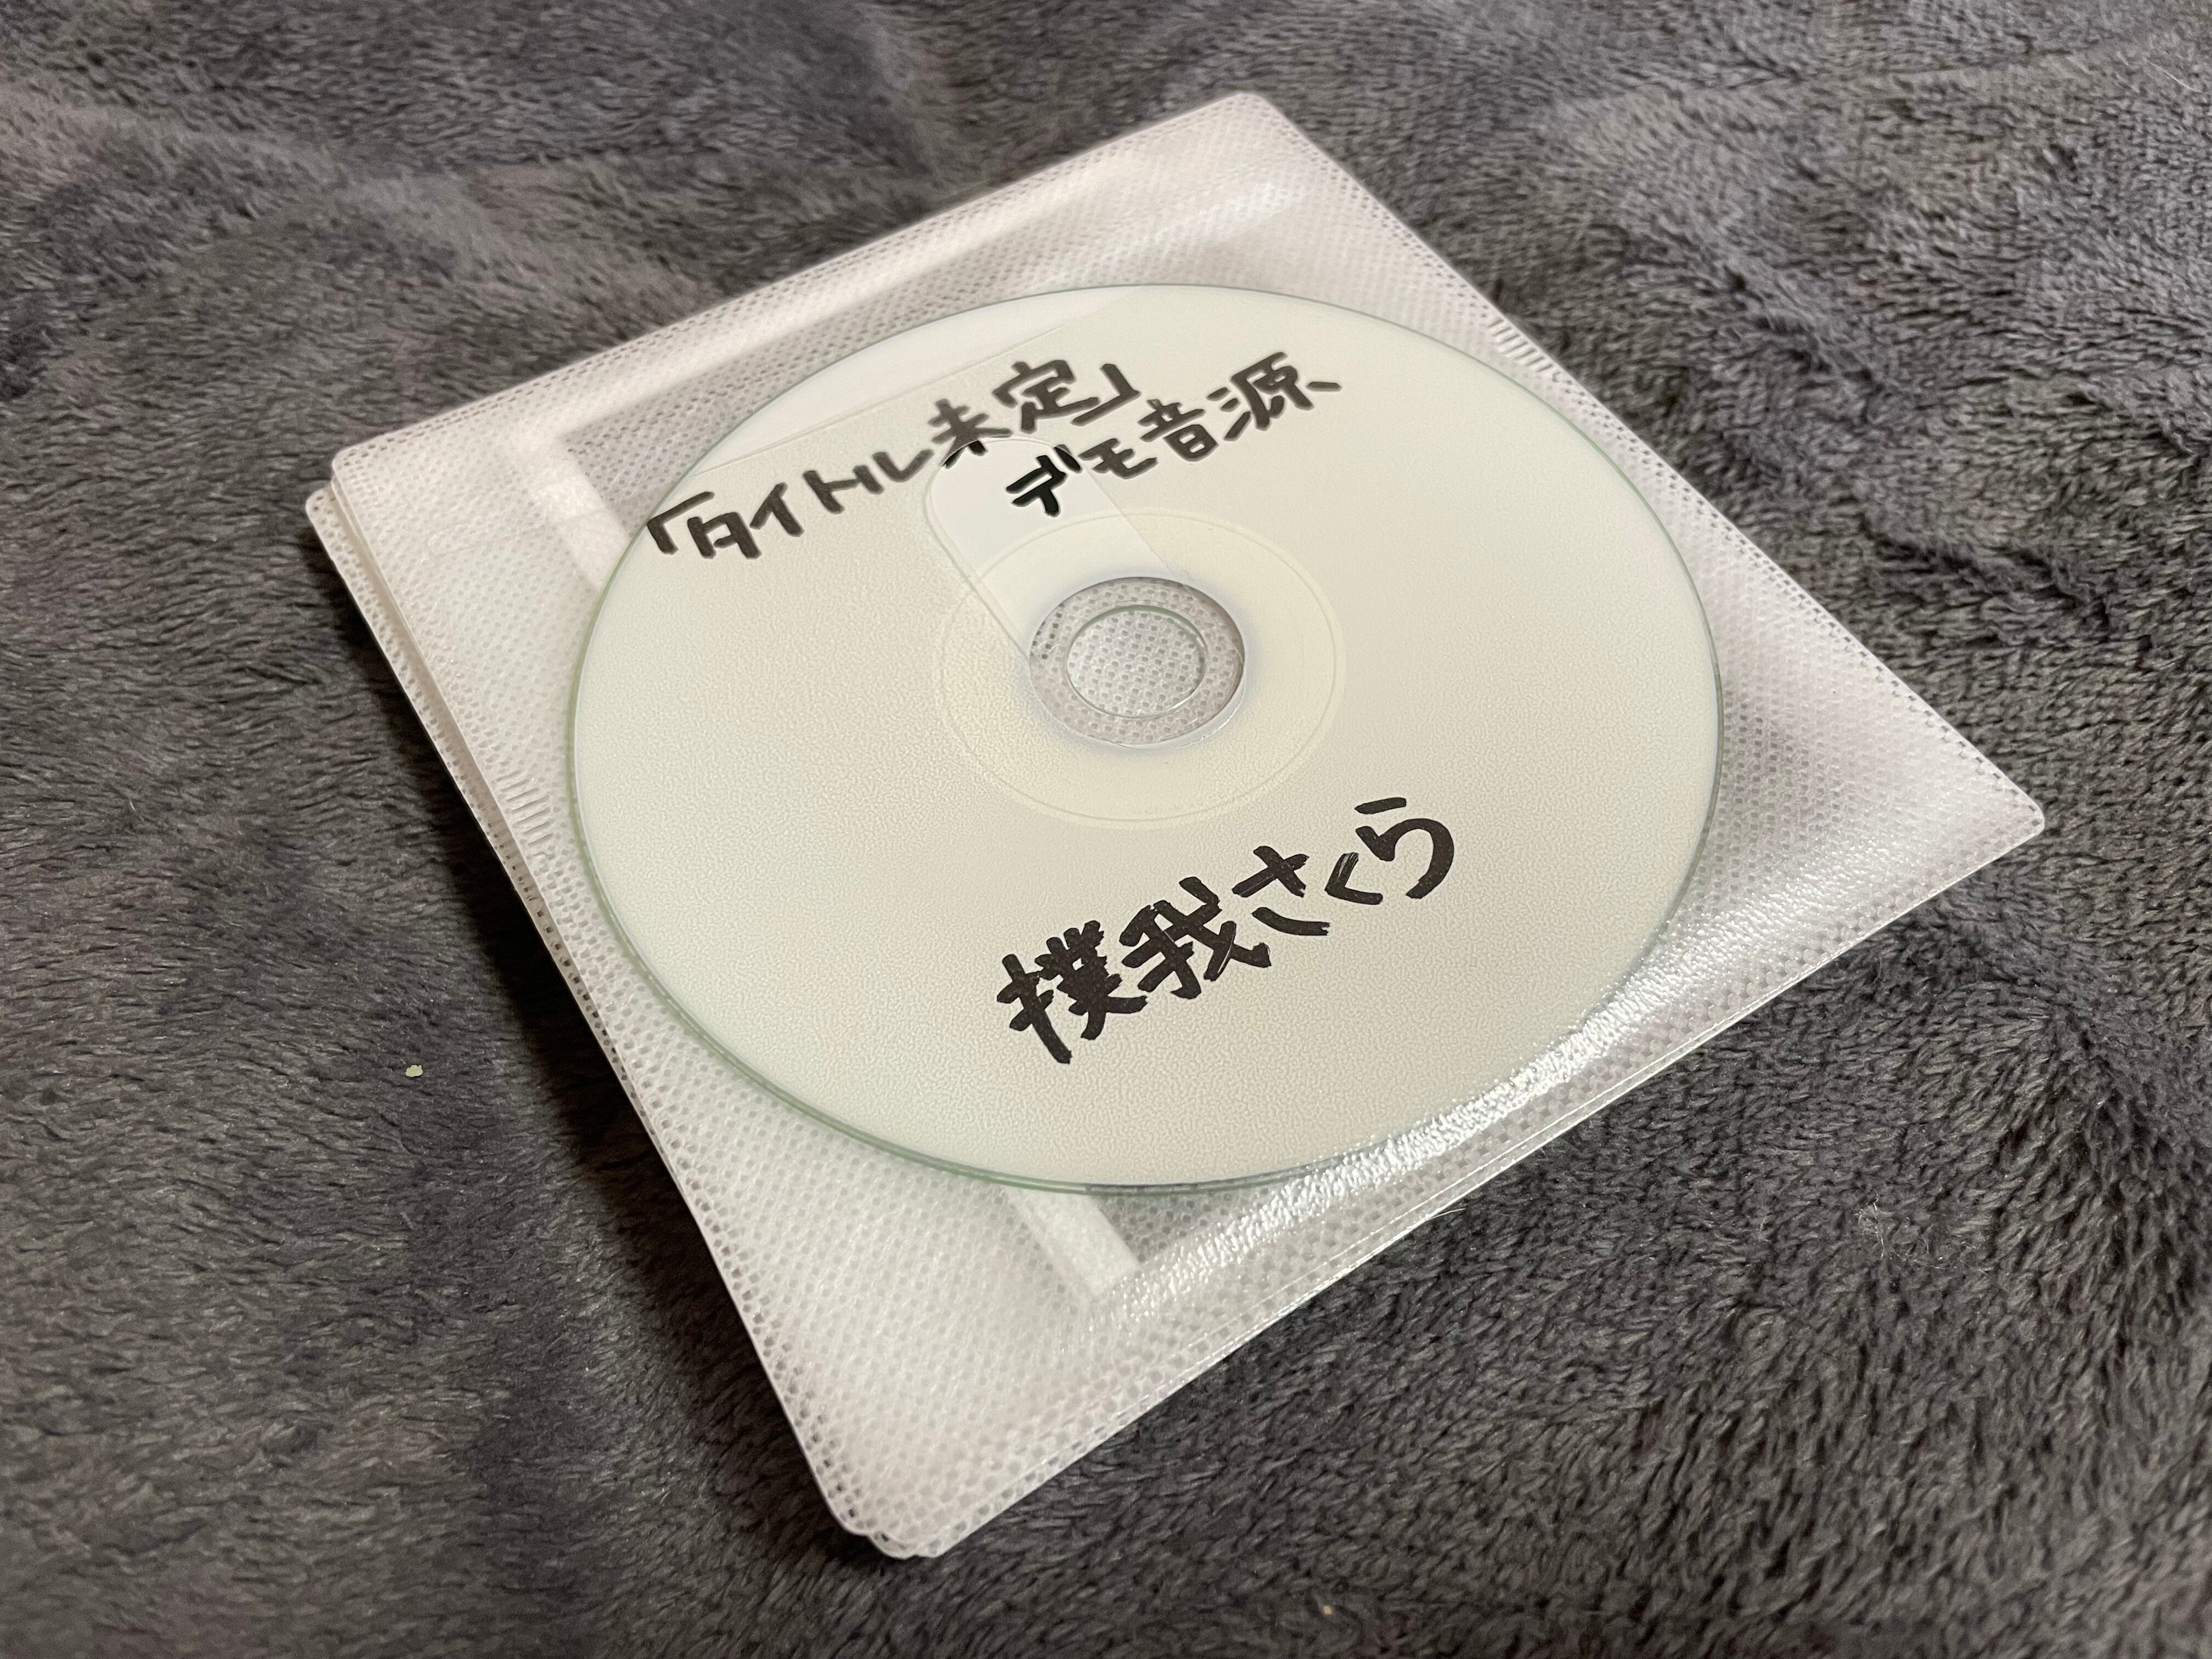 「タイトル未定」
デモ音源
撲我さくら